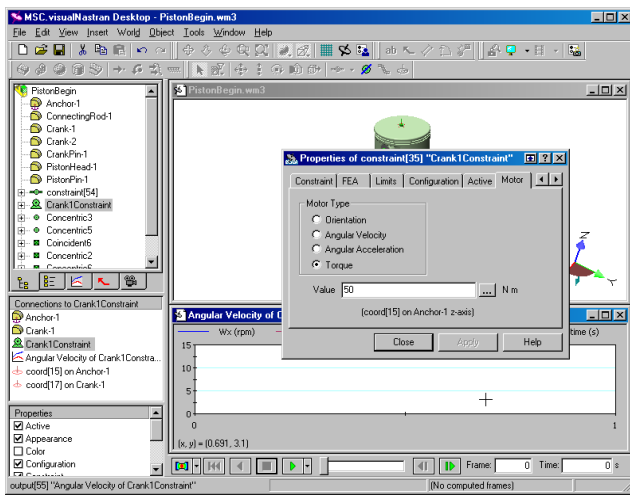 MSC.visualNastran Desktop - PistonBegin.wm3
File Edit View Insert World Object Tools Window Help
PistonBegin
Anchor-1
ConnectingRod-1
Crank-1
Crank-2
CrankPin-1
PistonHead-1
PistonPin-1
constraint[54]
Crank1Constraint
Concentric3
Concentric5
Coincident6
Concentric2
Connections to Crank1Constraint
Anchor-1
Crank-1
Crank1Constraint
Angular Velocity of Crank1Constra...
coord[15] on Anchor-1
coord[17] on Crank-1
Properties
Active
Appearance
Color
Configuration
PistonBegin.wm3
Z
Properties of constraint[35] "Crank1Constraint"
Constraint FEA Limits Configuration Active Motor
Motor Type
Orientation
Angular Velocity
Angular Acceleration
Torque
Value 50 ... N m
(coord[15] on Anchor-1 z-axis)
Close Apply Help
Angular Velocity of C
Wx (rpm) time (s)
15
10
5
0
0 1
(x, y) = (0.691, 3.1)
Frame: 0 Time: 0 s
output[55] "Angular Velocity of Crank1Constraint" (No computed frames)